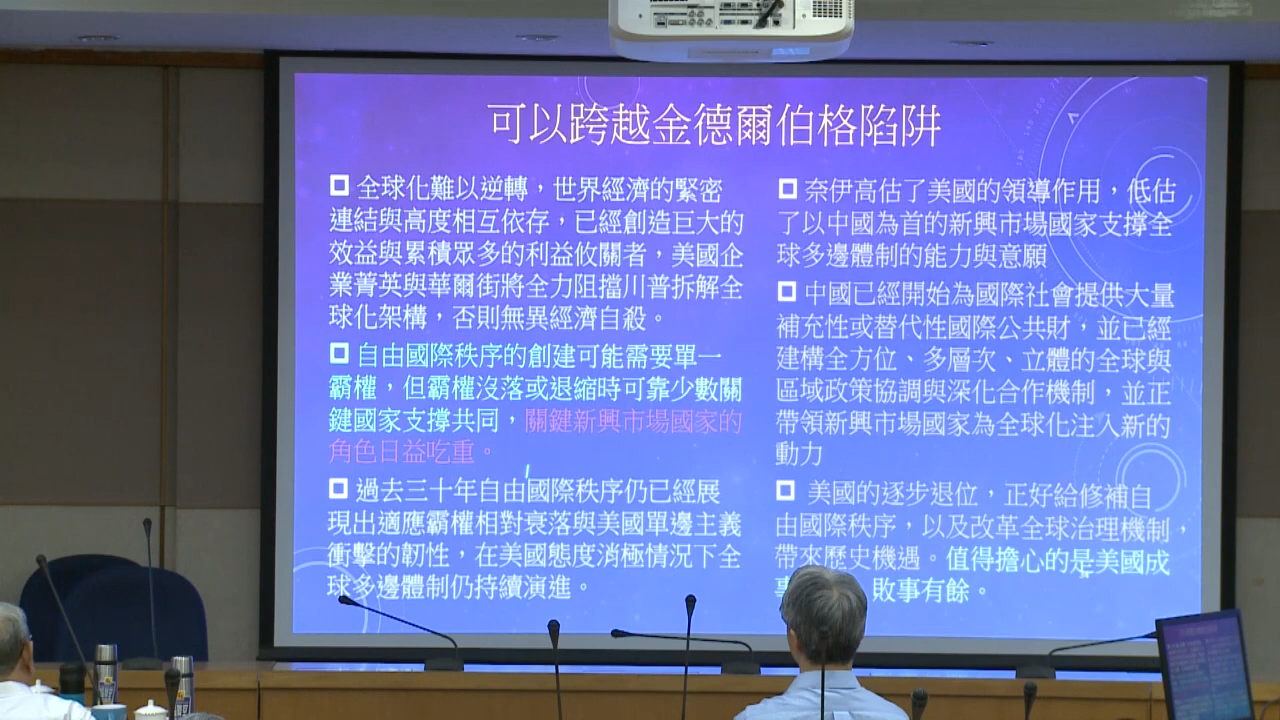 可以跨越金德爾伯格陷阱
全球化難以逆轉，世界經濟的緊密
連結與高度相互依存，已經創造巨大的
效益與累積眾多的利益攸關者，美國企
業菁英與華爾街將全力阻擋川普拆解全
球化架構，否則無異經濟自殺。
自由國際秩序的創建可能需要單一
霸權，但霸權沒落或退縮時可靠少數關
鍵國家支撐共同，關鍵新興市場國家的
角色日益吃重。
過去三十年自由國際秩序仍已經展
現出適應霸權相對衰落與美國單邊主義
衝擊的韌性，在美國態度消極情況下全
球多邊體制仍持續演進。
奈伊高估了美國的領導作用，低估
了以中國為首的新興市場國家支撐全
球多邊體制的能力與意願
中國已經開始為國際社會提供大量
補充性或替代性國際公共財，並已經
建構全方位、多層次、立體的全球與
區域政策協調與深化合作機制，並正
帶領新興市場國家為全球化注入新的
動力
美國的逐步退位，正好給修補自
由國際秩序，以及改革全球治理機制，
帶來歷史機遇。值得擔心的是美國成
敗事有餘。